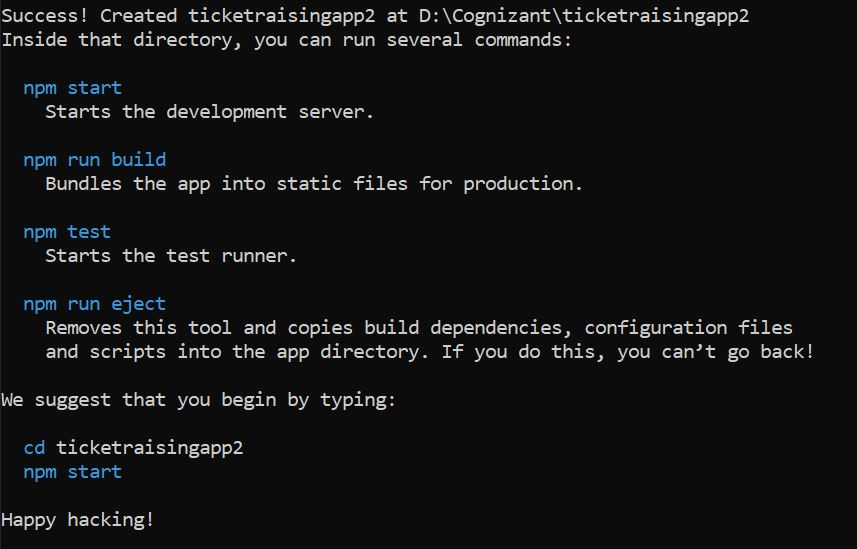 Success! Created ticketraisingapp2 at D:\Cognizant\ticketraisingapp2
Inside that directory, you can run several commands:
npm start
Starts the development server.
npm run build
Bundles the app into static files for production.
npm test
Starts the test runner.
npm run eject
Removes this tool and copies build dependencies, configuration files
and scripts into the app directory. If you do this, you can’t go back!
We suggest that you begin by typing:
cd ticketraisingapp2
npm start
Happy hacking!